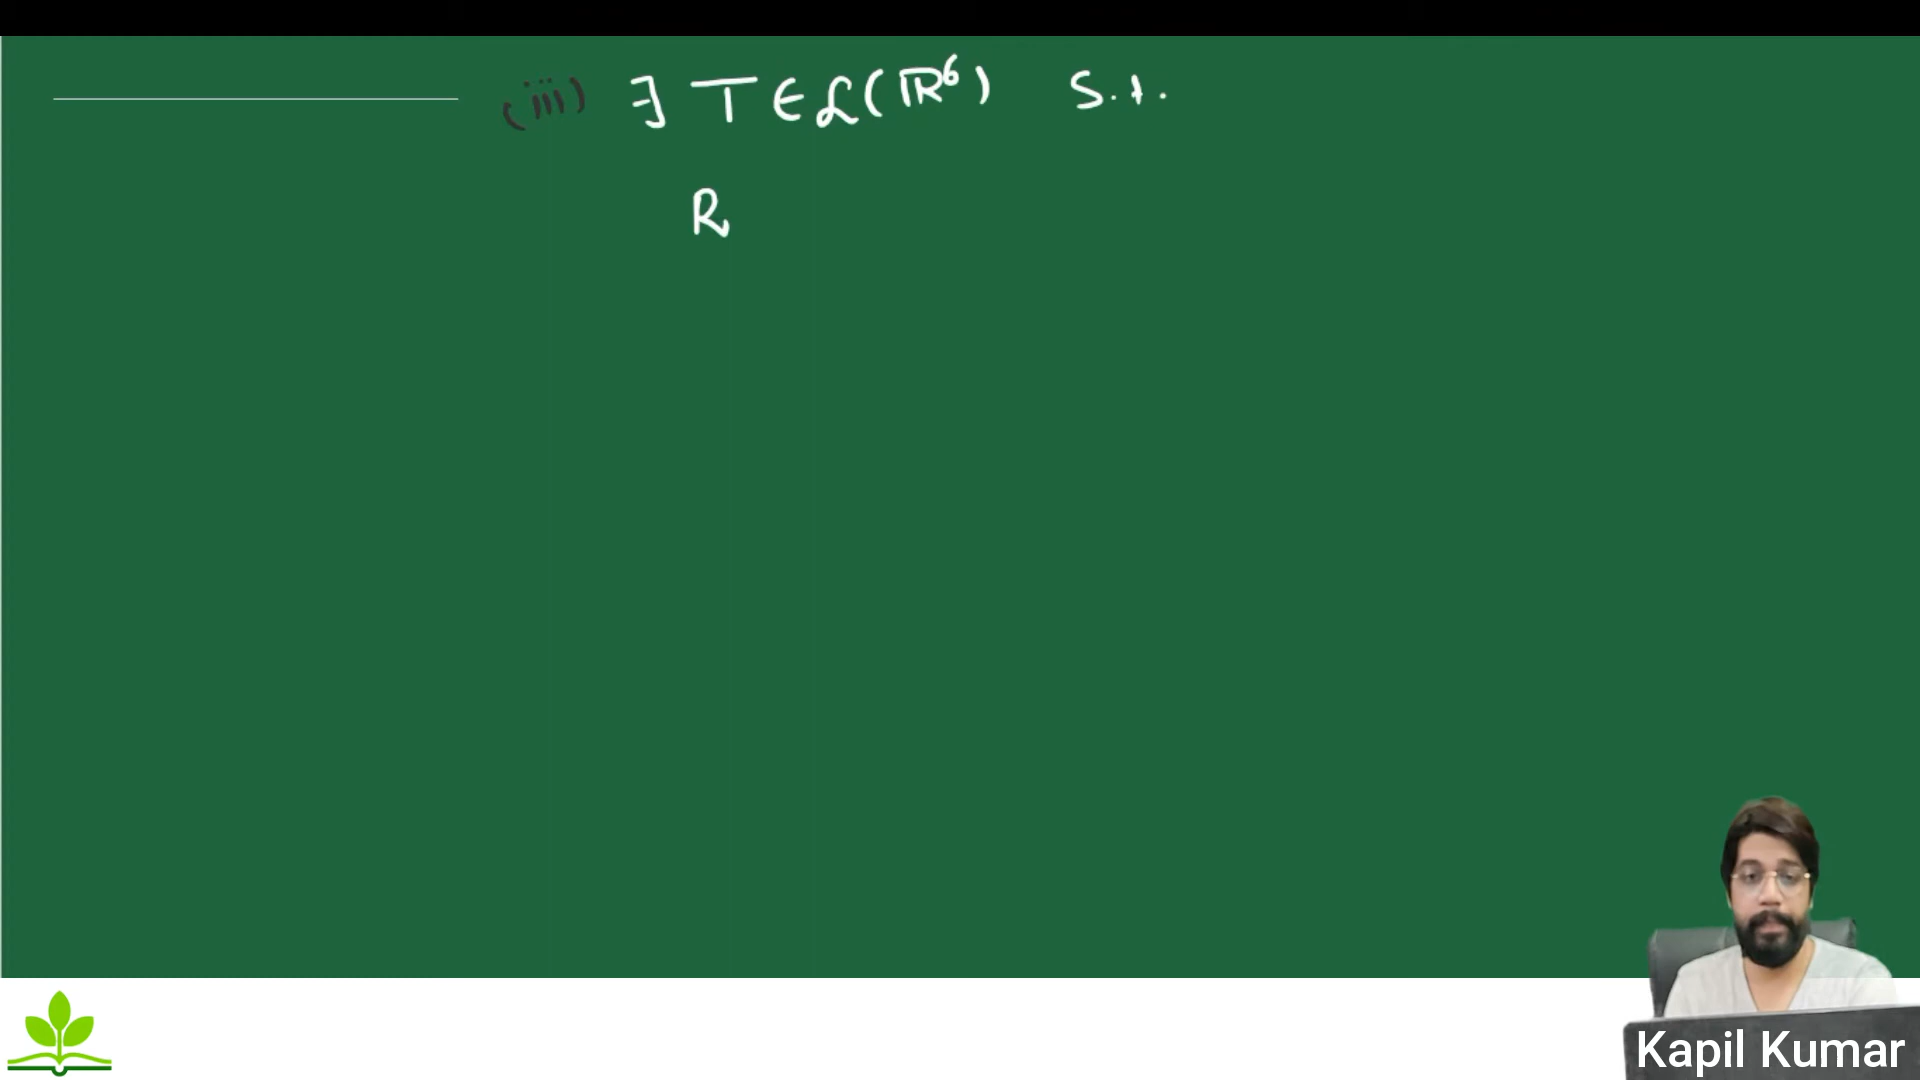 (iii) ∃ T ∈ ℒ(ℝ⁶) s.t.
R
Kapil Kumar